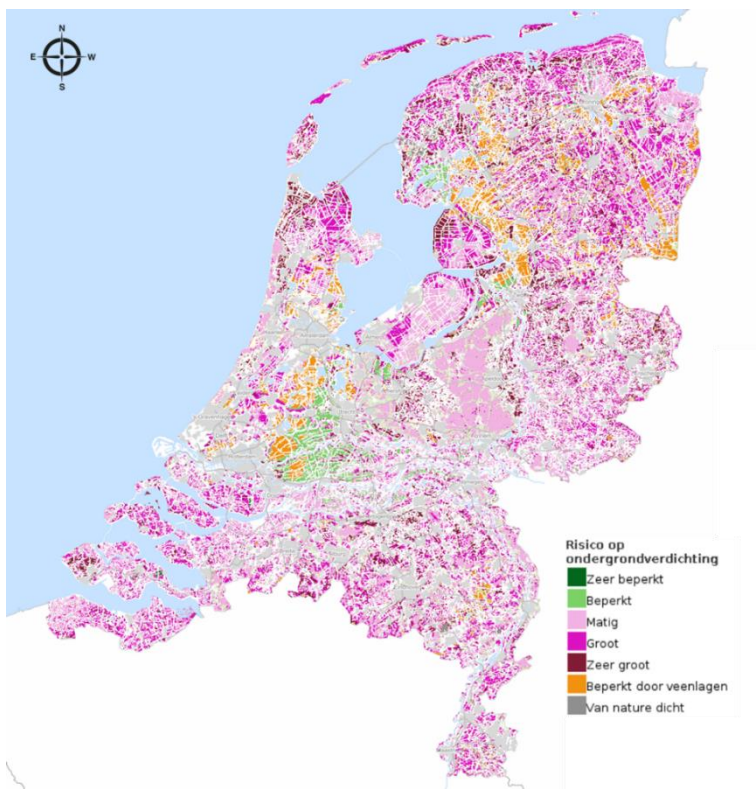 N
E W
S
Risico op
ondergrondverdichting
Zeer beperkt
Beperkt
Matig
Groot
Zeer groot
Beperkt door veenlagen
Van nature dicht